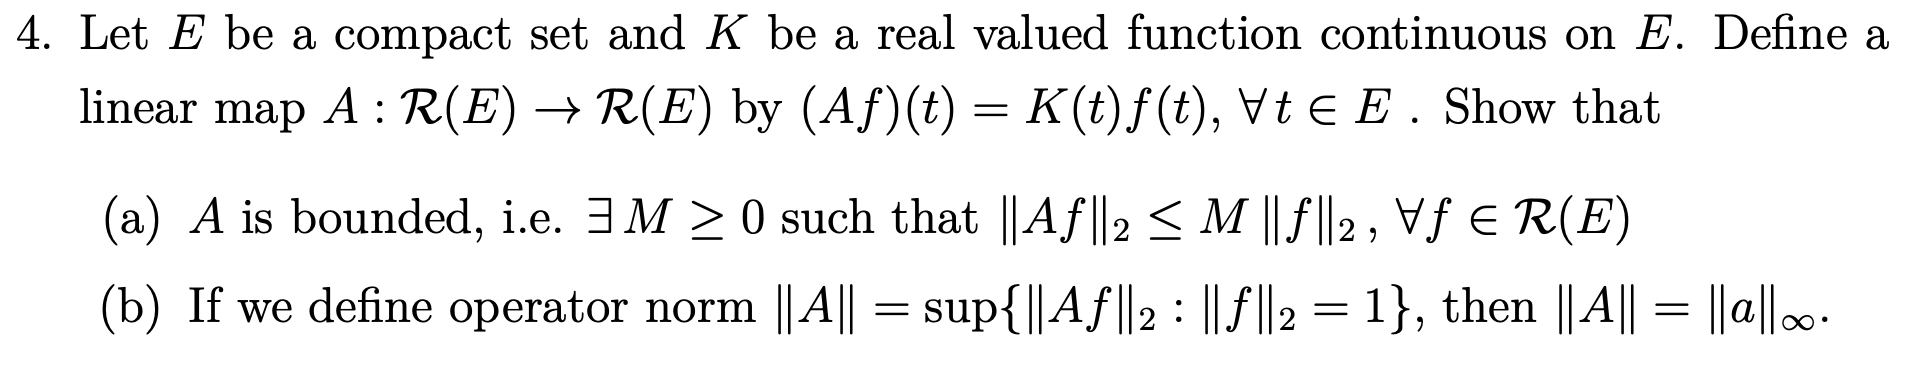 4. Let E be a compact set and K be a real valued function continuous on E. Define a
linear map A : ℛ(E) → ℛ(E) by (Af)(t) = K(t)f(t), ∀ t ∈ E . Show that
(a) A is bounded, i.e. ∃ M ≥ 0 such that ‖Af‖₂ ≤ M ‖f‖₂ , ∀f ∈ ℛ(E)
(b) If we define operator norm ‖A‖ = sup{‖Af‖₂ : ‖f‖₂ = 1}, then ‖A‖ = ‖a‖∞.